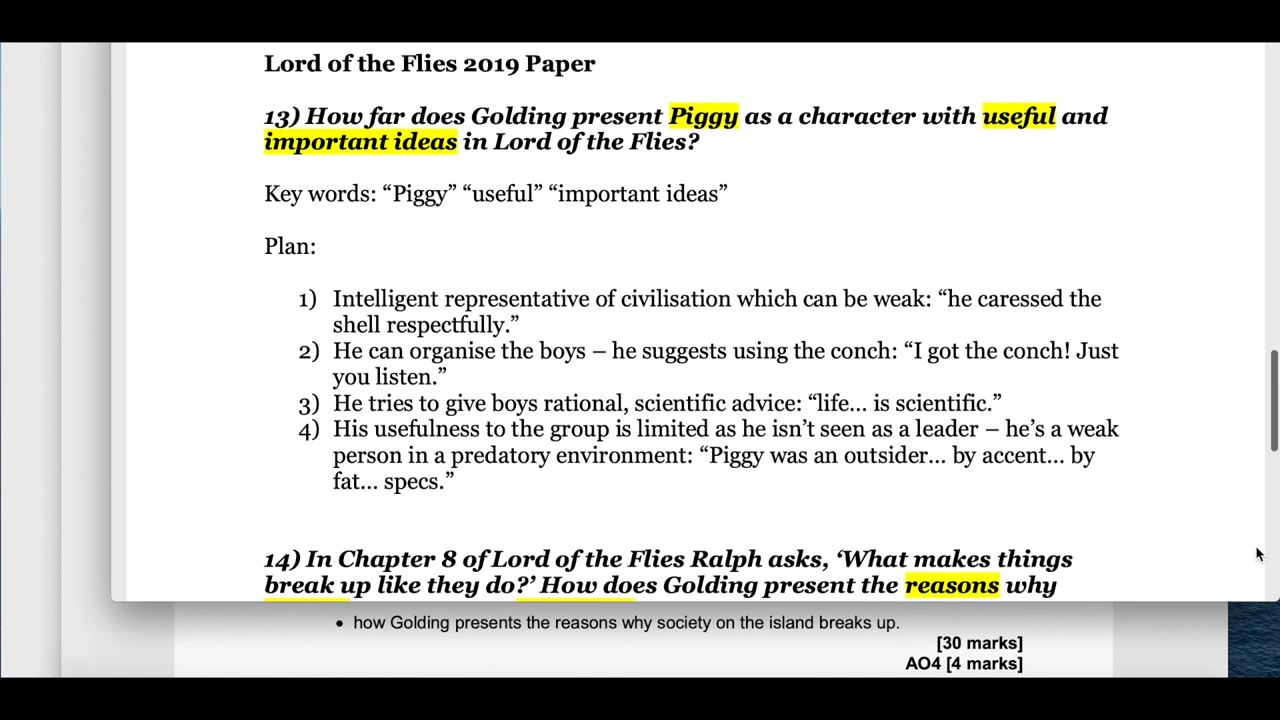 Lord of the Flies 2019 Paper
13) How far does Golding present Piggy as a character with useful and
important ideas in Lord of the Flies?
Key words: “Piggy” “useful” “important ideas”
Plan:
1) Intelligent representative of civilisation which can be weak: “he caressed the
shell respectfully.”
2) He can organise the boys – he suggests using the conch: “I got the conch! Just
you listen.”
3) He tries to give boys rational, scientific advice: “life... is scientific.”
4) His usefulness to the group is limited as he isn’t seen as a leader – he’s a weak
person in a predatory environment: “Piggy was an outsider... by accent... by
fat... specs.”
14) In Chapter 8 of Lord of the Flies Ralph asks, ‘What makes things
break up like they do?’ How does Golding present the reasons why
• how Golding presents the reasons why society on the island breaks up.
[30 marks]
AO4 [4 marks]